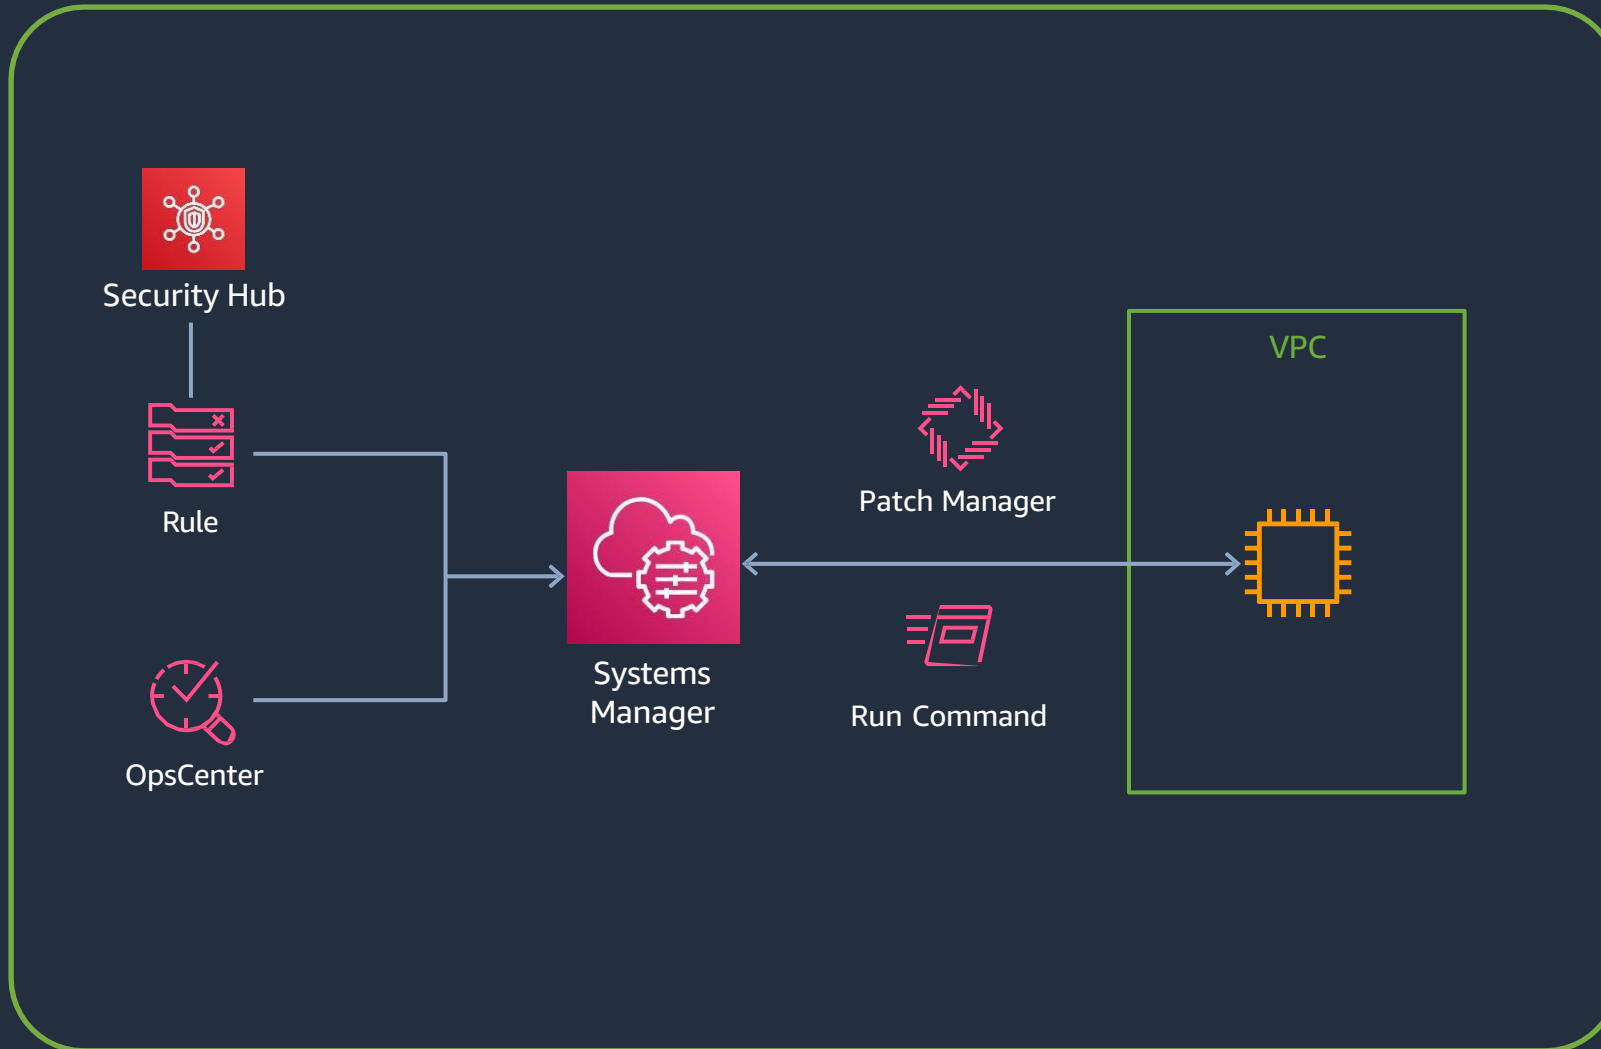 Security Hub
Rule
OpsCenter
Systems
Manager
Patch Manager
Run Command
VPC